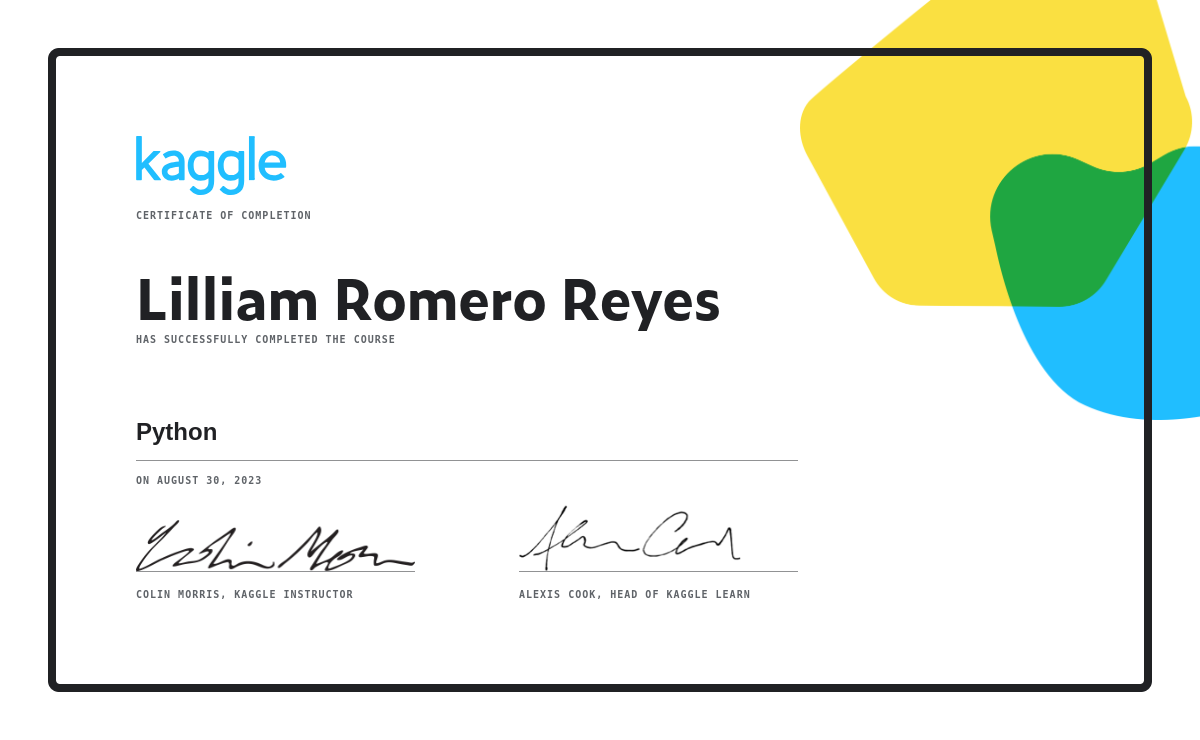 kaggle
CERTIFICATE OF COMPLETION
Lilliam Romero Reyes
HAS SUCCESSFULLY COMPLETED THE COURSE
Python
ON AUGUST 30, 2023
COLIN MORRIS, KAGGLE INSTRUCTOR
ALEXIS COOK, HEAD OF KAGGLE LEARN